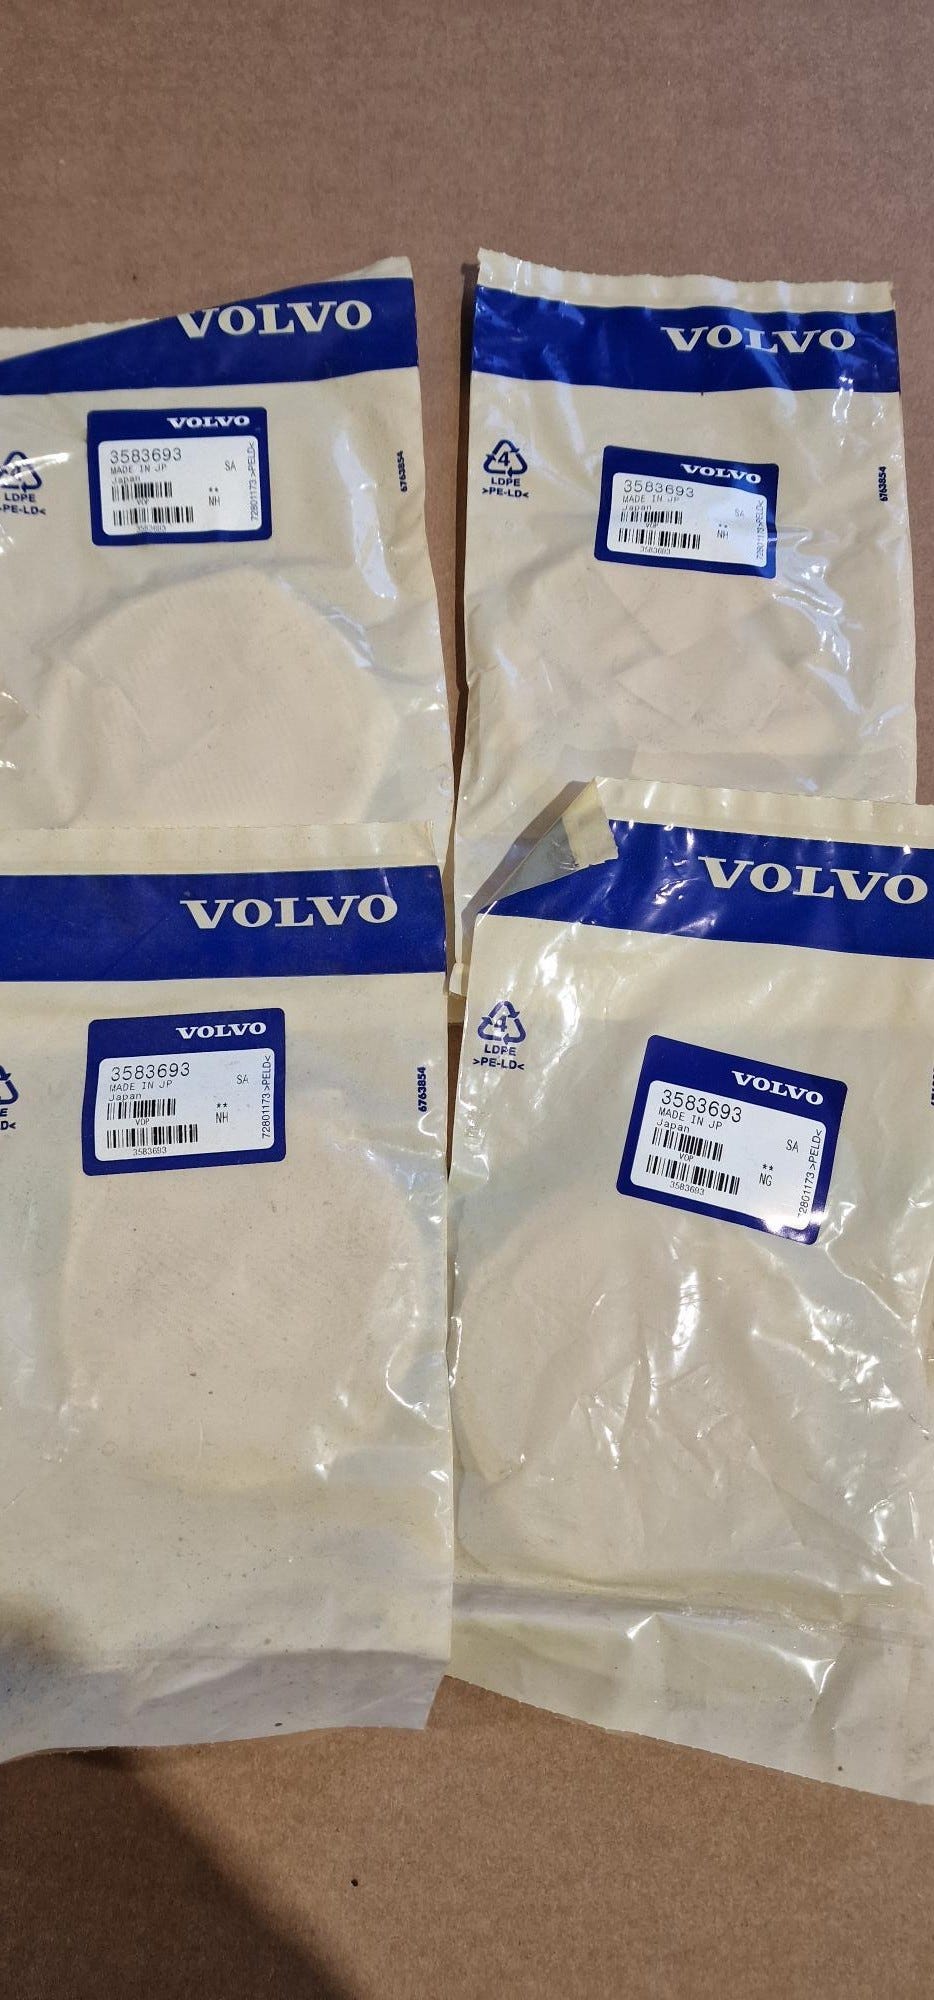 VOLVO
VOLVO
3583693
MADE IN JP
SA
Japan
**
VOP
NH
3583693
72801173 >PELD<
6763854
LDPE
>PE-LD<
VOLVO
4
LDPE
>PE-LD<
VOLVO
3583693
MADE IN JP
Japan
SA
VOP
**
NH
3583693
72801173 >PELD<
6763854
VOLVO
VOLVO
3583693
MADE IN JP
SA
Japan
**
VOP
NH
3583693
72801173 >PELD<
6763854
VOLVO
4
LDPE
>PE-LD<
VOLVO
3583693
MADE IN JP
SA
Japan
VOP
**
NG
3583693
72801173 >PELD<